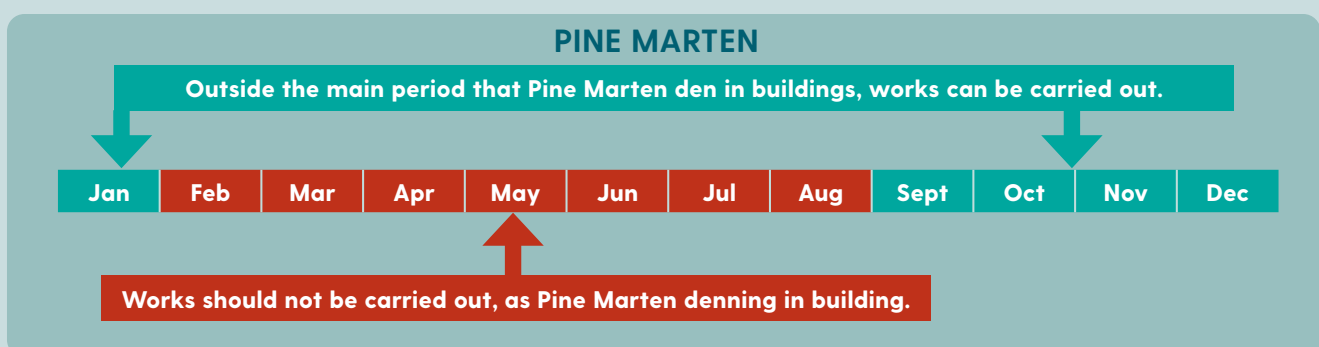 PINE MARTEN
Outside the main period that Pine Marten den in buildings, works can be carried out.
Jan Feb Mar Apr May Jun Jul Aug Sept Oct Nov Dec
Works should not be carried out, as Pine Marten denning in building.